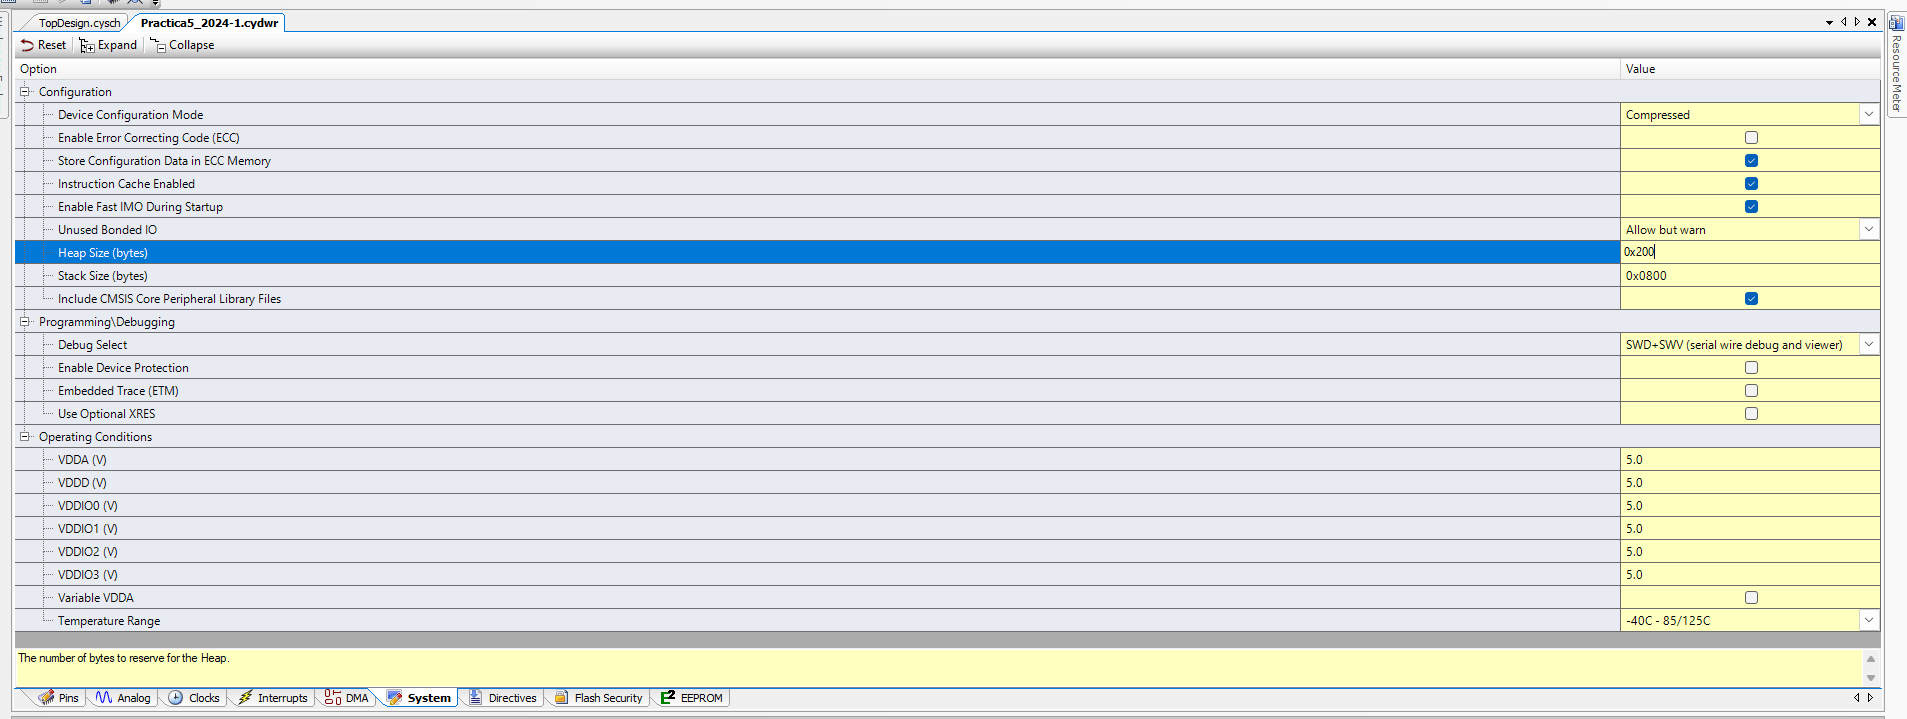 TopDesign.cysch Practica5_2024-1.cydwr
Reset Expand Collapse
Option Value
Configuration
Device Configuration Mode Compressed
Enable Error Correcting Code (ECC)
Store Configuration Data in ECC Memory
Instruction Cache Enabled
Enable Fast IMO During Startup
Unused Bonded IO Allow but warn
Heap Size (bytes) 0x200
Stack Size (bytes) 0x0800
Include CMSIS Core Peripheral Library Files
Programming\Debugging
Debug Select SWD+SWV (serial wire debug and viewer)
Enable Device Protection
Embedded Trace (ETM)
Use Optional XRES
Operating Conditions
VDDA (V) 5.0
VDDD (V) 5.0
VDDIO0 (V) 5.0
VDDIO1 (V) 5.0
VDDIO2 (V) 5.0
VDDIO3 (V) 5.0
Variable VDDA
Temperature Range -40C - 85/125C
The number of bytes to reserve for the Heap.
Pins Analog Clocks Interrupts DMA System Directives Flash Security EEPROM
Resource Meter